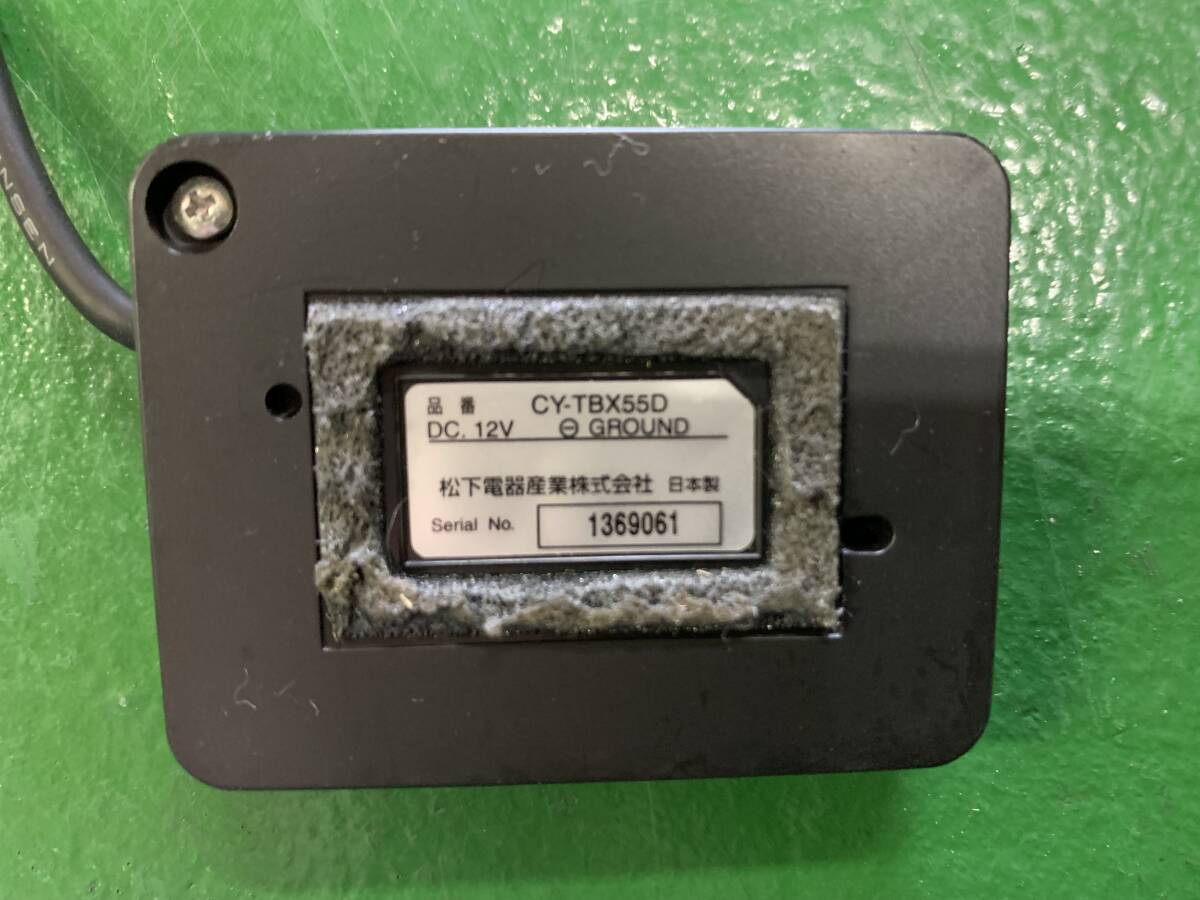 品番 CY-TBX55D
DC, 12V ⊖ GROUND
松下電器産業株式会社 日本製
Serial No. 1369061
NSEN